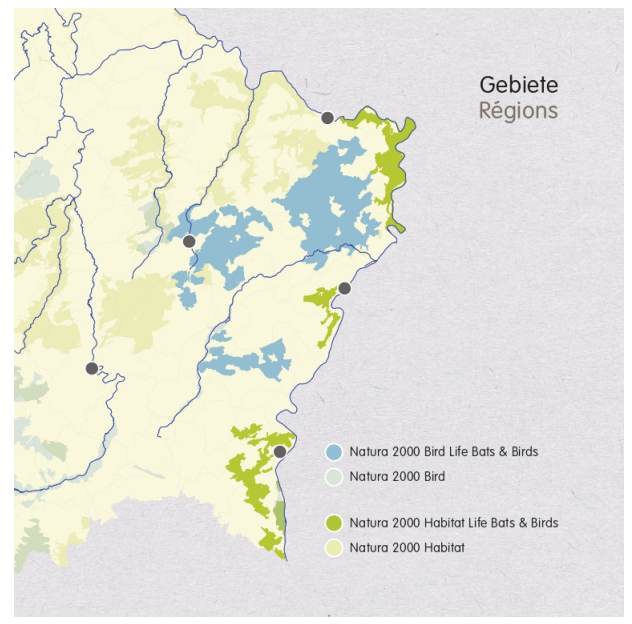 Gebiete
Régions
Natura 2000 Bird Life Bats & Birds
Natura 2000 Bird
Natura 2000 Habitat Life Bats & Birds
Natura 2000 Habitat